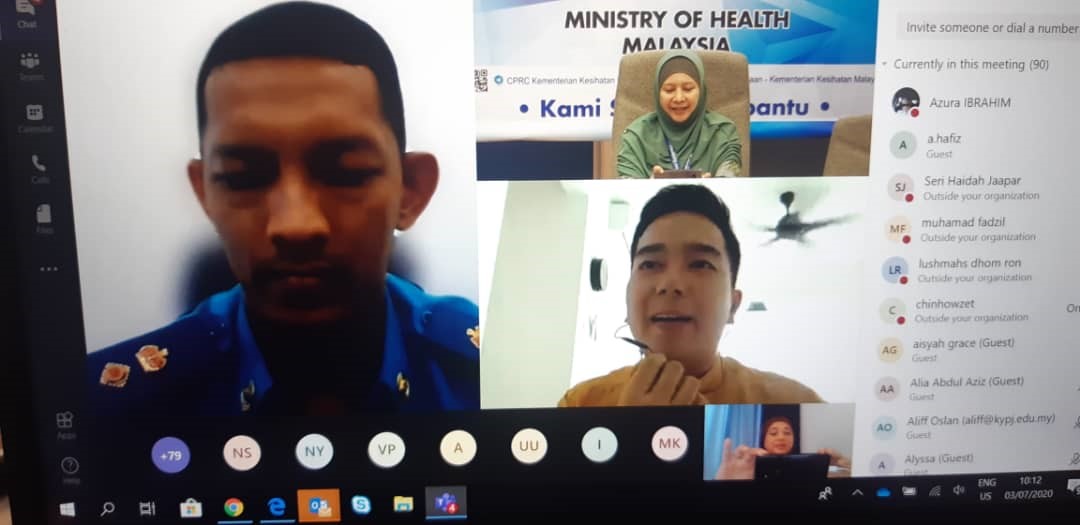 Chat
Teams
Calendar
Calls
Files
Apps
Help
MINISTRY OF HEALTH
MALAYSIA
CPRC Kementerian Kesihatan
- Kementerian Kesihatan Malay
• Kami
bantu •
+79
NS
NY
VP
A
UU
I
MK
Invite someone or dial a number
Currently in this meeting (90)
Azura IBRAHIM
A
a.hafiz
Guest
SJ
Seri Haidah Jaapar
Outside your organization
MF
muhamad fadzil
Outside your organization
LR
lushmahs dhom ron
Outside your organization
C
chinhowzet
Outside your organization
AG
aisyah grace (Guest)
Guest
AA
Alia Abdul Aziz (Guest)
Guest
AO
Aliff Oslan (aliff@kypj.edu.my)
Guest
A
Alyssa (Guest)
Guest
4
ENG
US
10:12
03/07/2020